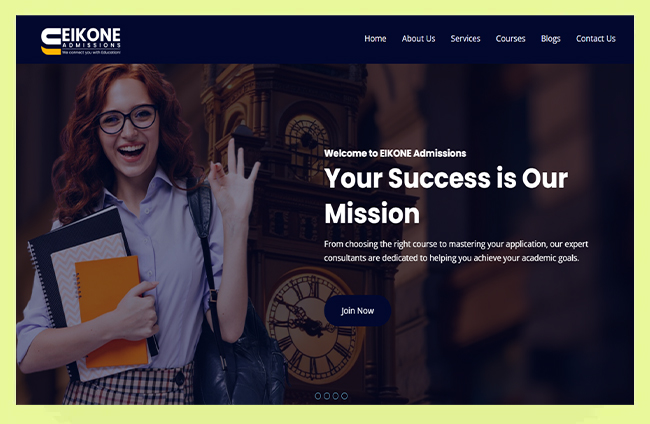 EIKONE
ADMISSIONS
We connect you with Education!
Home About Us Services Courses Blogs Contact Us
Welcome to EIKONE Admissions
Your Success is Our
Mission
From choosing the right course to mastering your application, our expert
consultants are dedicated to helping you achieve your academic goals.
Join Now